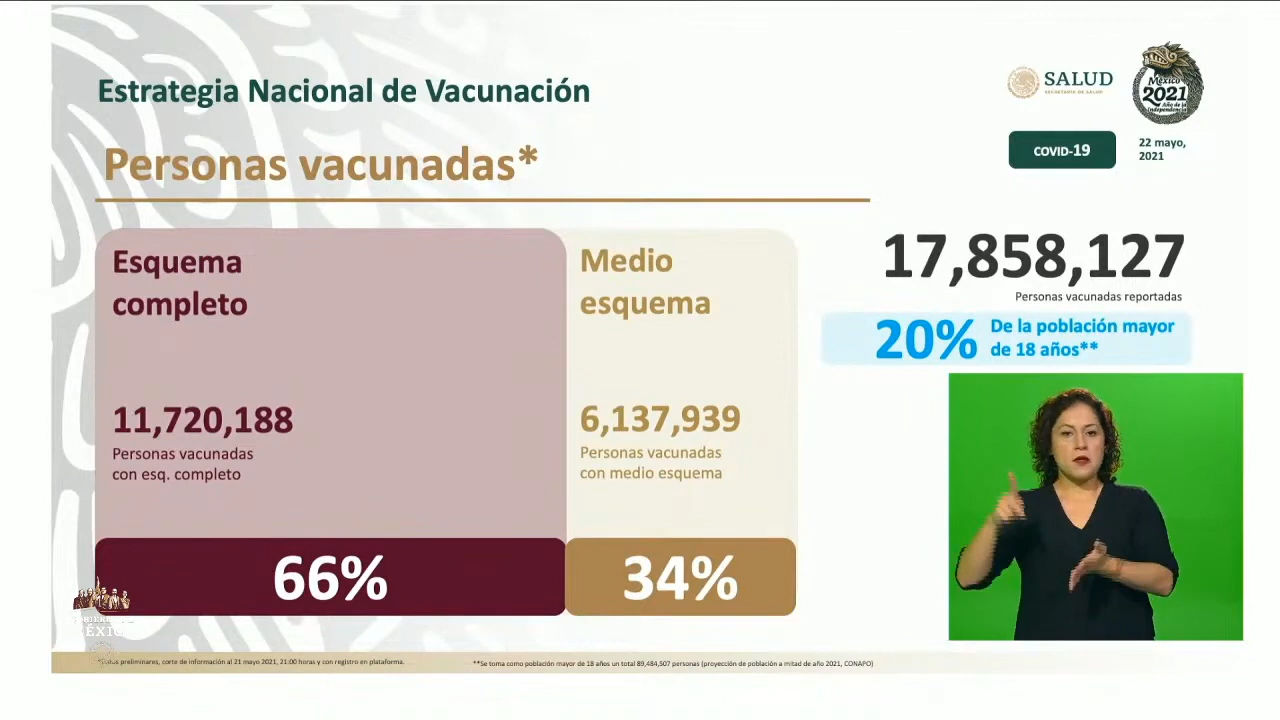 Estrategia Nacional de Vacunación
SALUD
SECRETARÍA DE SALUD
México
2021
Año de la
Independencia
Personas vacunadas*
COVID-19
22 mayo,
2021
Esquema
completo
Medio
esquema
17,858,127
Personas vacunadas reportadas
20%
De la población mayor
de 18 años**
11,720,188
Personas vacunadas
con esq. completo
6,137,939
Personas vacunadas
con medio esquema
66%
34%
*Datos preliminares, corte de información al 21 mayo 2021, 21:00 horas y con registro en plataforma.
**Se toma como población mayor de 18 años un total 89,484,507 personas (proyección de población a mitad de año 2021, CONAPO)